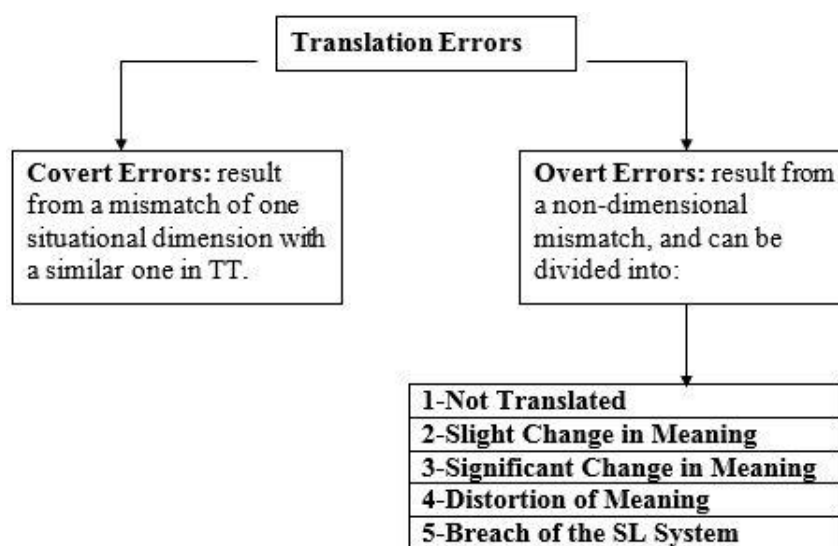 Translation Errors
Covert Errors: result
from a mismatch of one
situational dimension with
a similar one in TT.
Overt Errors: result from
a non-dimensional
mismatch, and can be
divided into:
1-Not Translated
2-Slight Change in Meaning
3-Significant Change in Meaning
4-Distortion of Meaning
5-Breach of the SL System